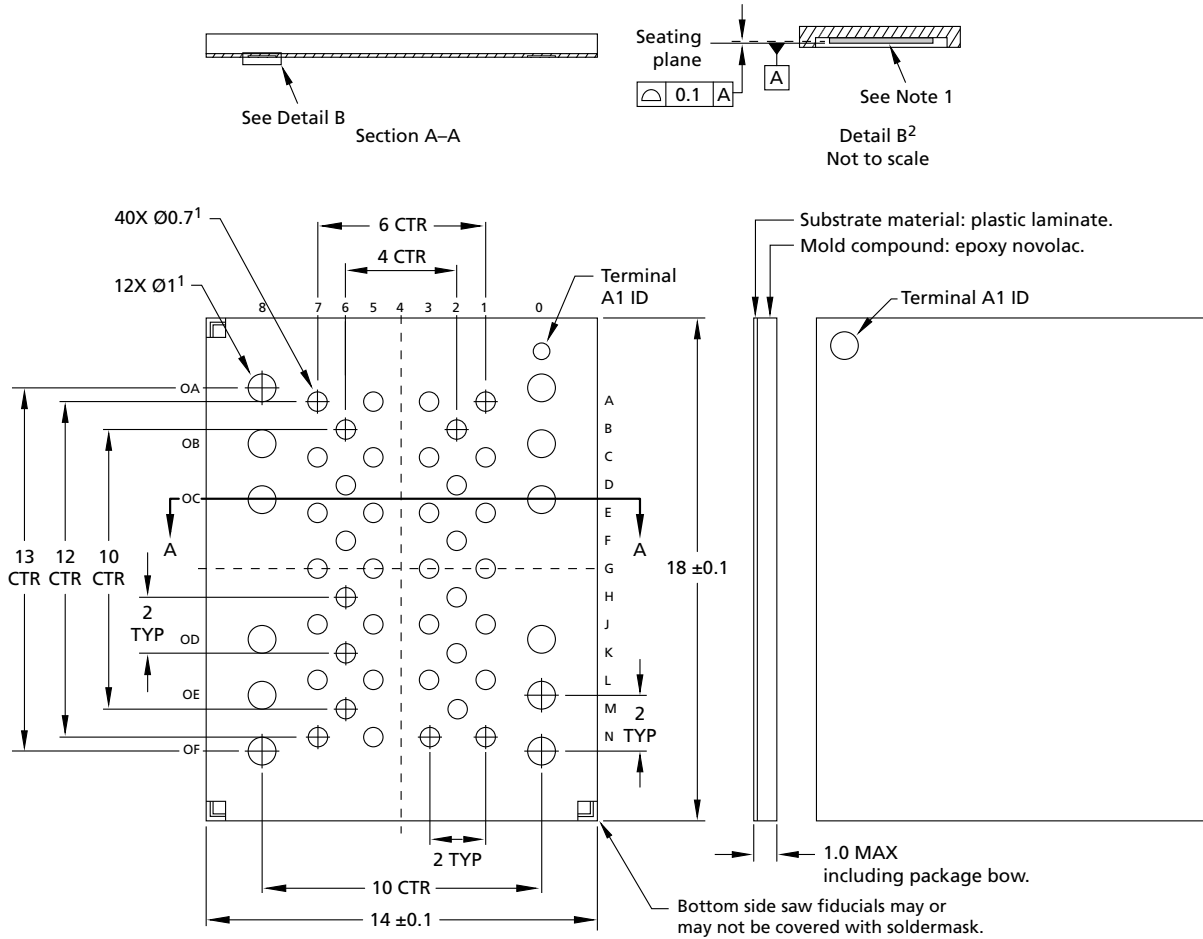 Seating
plane
A
0.1 A
See Note 1
See Detail B
Section A–A
Detail B2
Not to scale
40X Ø0.71
6 CTR
4 CTR
12X Ø11
Terminal
A1 ID
Substrate material: plastic laminate.
Mold compound: epoxy novolac.
Terminal A1 ID
8 7 6 5 4 3 2 1 0
OA
A
B
OB
C
D
OC
E
A
F
A
13
CTR
12
CTR
10
CTR
G
18 ±0.1
H
2
TYP
J
OD
K
L
OE
M
2
TYP
N
OF
2 TYP
1.0 MAX
including package bow.
10 CTR
14 ±0.1
Bottom side saw fiducials may or
may not be covered with soldermask.